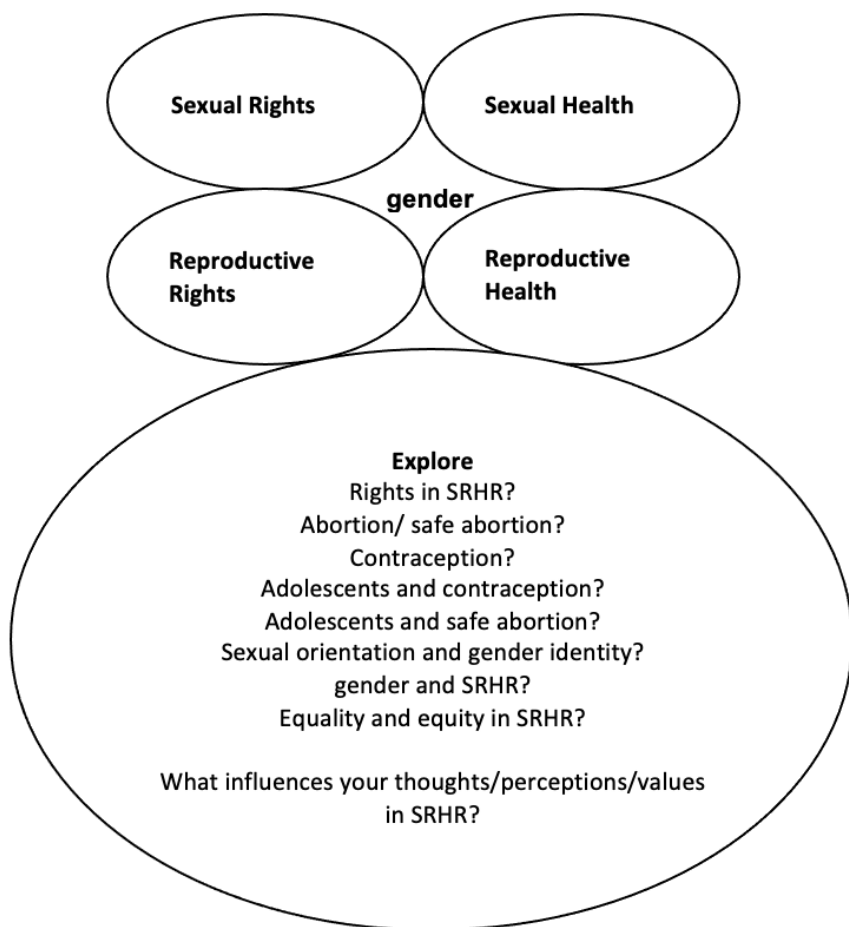 Sexual Rights
Sexual Health
gender
Reproductive
Rights
Reproductive
Health
Explore
Rights in SRHR?
Abortion/ safe abortion?
Contraception?
Adolescents and contraception?
Adolescents and safe abortion?
Sexual orientation and gender identity?
gender and SRHR?
Equality and equity in SRHR?
What influences your thoughts/perceptions/values
in SRHR?